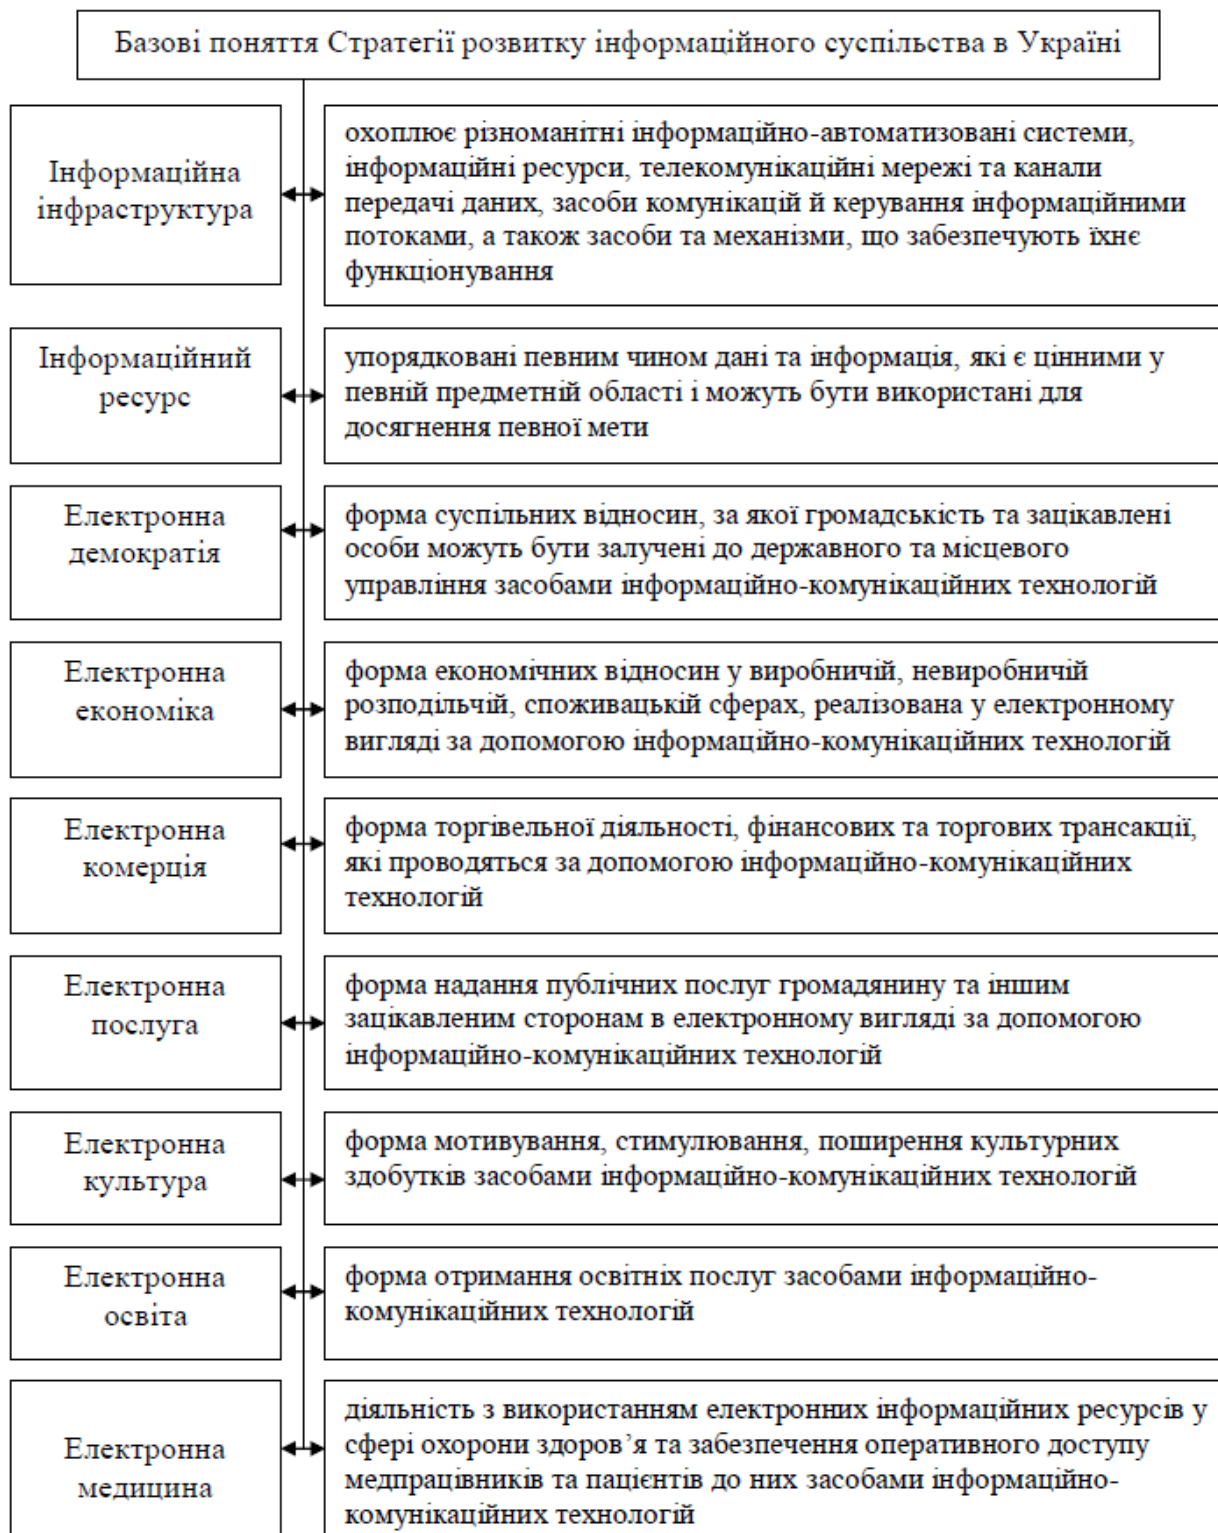 Базові поняття Стратегії розвитку інформаційного суспільства в Україні
Інформаційна
інфраструктура
охоплює різноманітні інформаційно-автоматизовані системи,
інформаційні ресурси, телекомунікаційні мережі та канали
передачі даних, засоби комунікацій й керування інформаційними
потоками, а також засоби та механізми, що забезпечують їхнє
функціонування
Інформаційний
ресурс
упорядковані певним чином дані та інформація, які є цінними у
певній предметній області і можуть бути використані для
досягнення певної мети
Електронна
демократія
форма суспільних відносин, за якої громадськість та зацікавлені
особи можуть бути залучені до державного та місцевого
управління засобами інформаційно-комунікаційних технологій
Електронна
економіка
форма економічних відносин у виробничій, невиробничій
розподільчій, споживацькій сферах, реалізована у електронному
вигляді за допомогою інформаційно-комунікаційних технологій
Електронна
комерція
форма торгівельної діяльності, фінансових та торгових трансакції,
які проводяться за допомогою інформаційно-комунікаційних
технологій
Електронна
послуга
форма надання публічних послуг громадянину та іншим
зацікавленим сторонам в електронному вигляді за допомогою
інформаційно-комунікаційних технологій
Електронна
культура
форма мотивування, стимулювання, поширення культурних
здобутків засобами інформаційно-комунікаційних технологій
Електронна
освіта
форма отримання освітніх послуг засобами інформаційно-
комунікаційних технологій
Електронна
медицина
діяльність з використанням електронних інформаційних ресурсів у
сфері охорони здоров’я та забезпечення оперативного доступу
медпрацівників та пацієнтів до них засобами інформаційно-
комунікаційних технологій